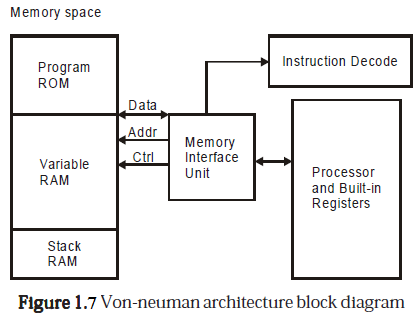 Memory space
Program
ROM
Variable
RAM
Stack
RAM
Data
Addr
Ctrl
Memory
Interface
Unit
Instruction Decode
Processor
and Built-in
Registers
Figure 1.7 Von-neuman architecture block diagram